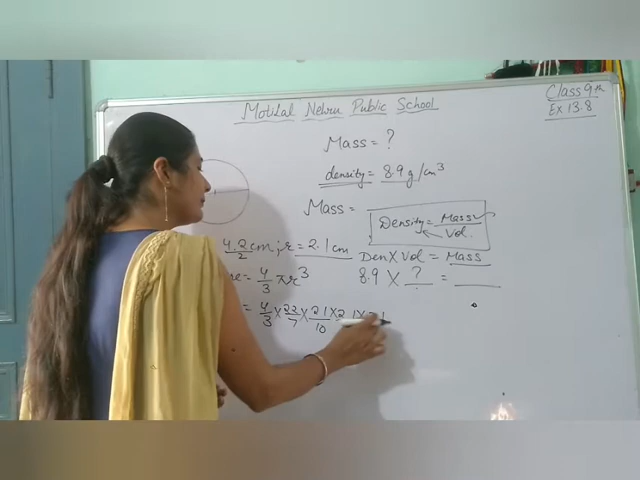 Motilal Nehru Public School
Class 9th
Ex 13.8
Mass = ?
density = 8.9 g/cm³
Mass =
Density = Mass
Vol.
4.2 cm ; r = 2.1 cm
2
Den X Vol = Mass
= 4/3 πr³
8.9 X ? =
= 4/3 X 22/7 X 21/10 X 2.1 X